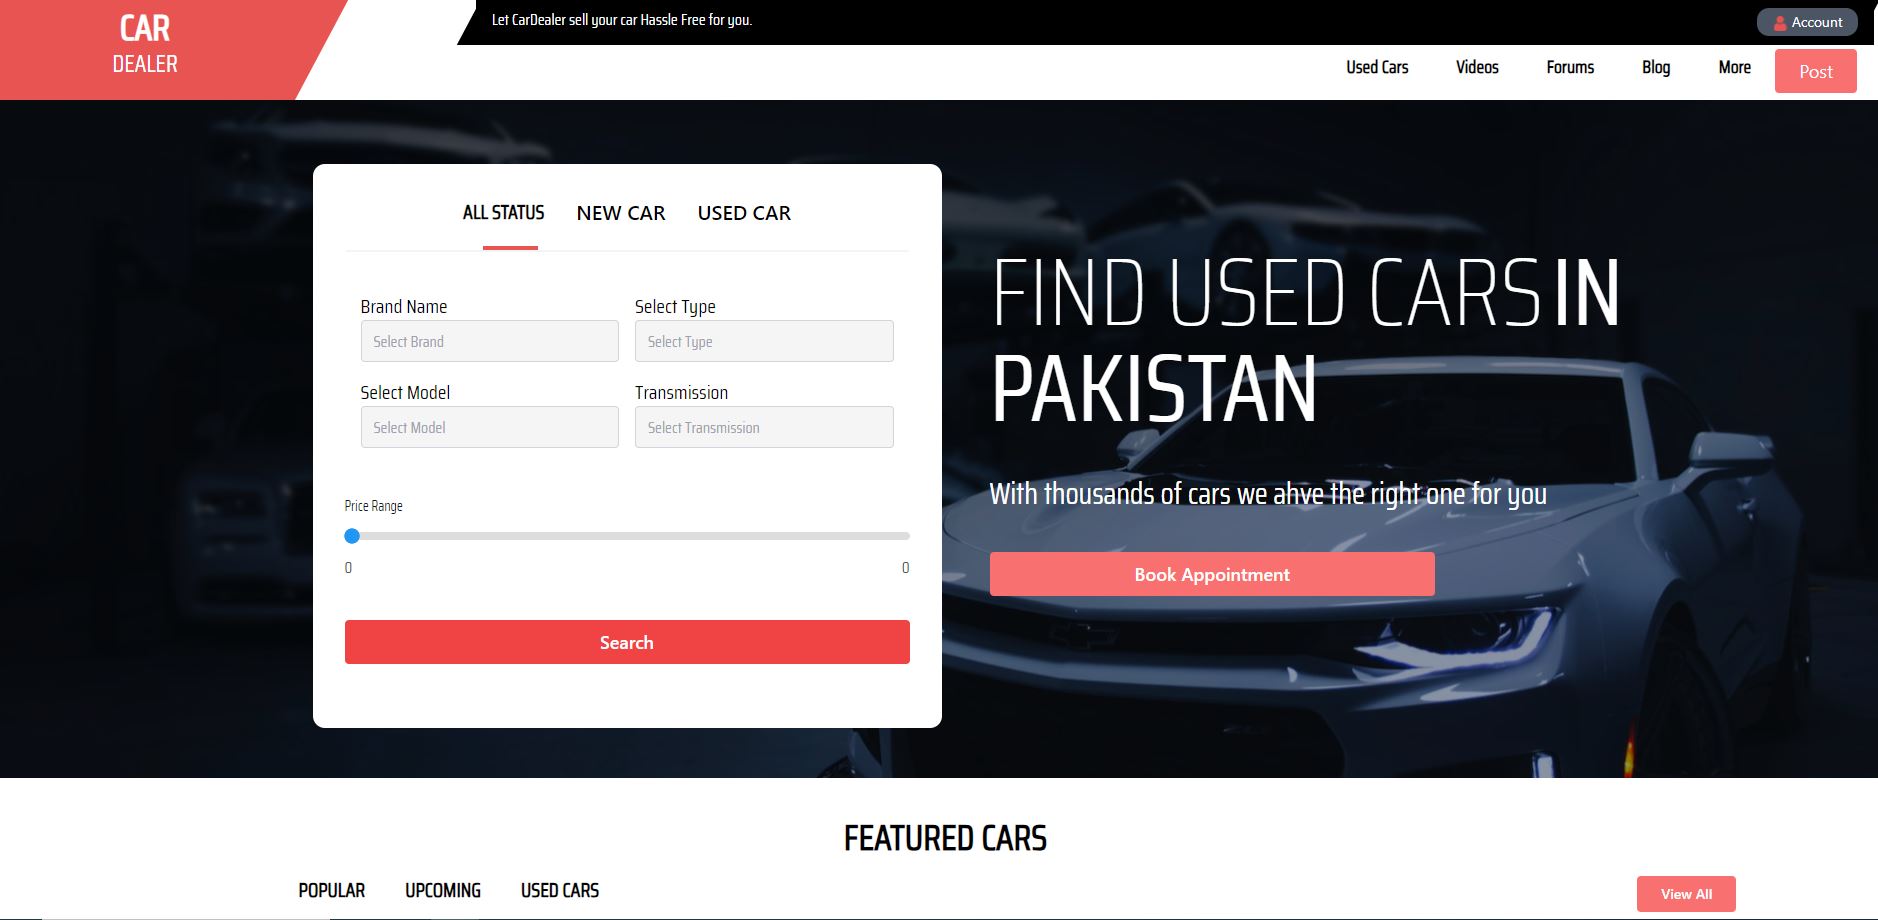 CAR
DEALER
Let CarDealer sell your car Hassle Free for you.
Account
Used Cars
Videos
Forums
Blog
More
Post
ALL STATUS
NEW CAR
USED CAR
Brand Name
Select Type
Select Brand
Select Type
Select Model
Transmission
Select Model
Select Transmission
Price Range
0
0
Search
FIND USED CARS IN
PAKISTAN
With thousands of cars we ahve the right one for you
Book Appointment
FEATURED CARS
POPULAR
UPCOMING
USED CARS
View All